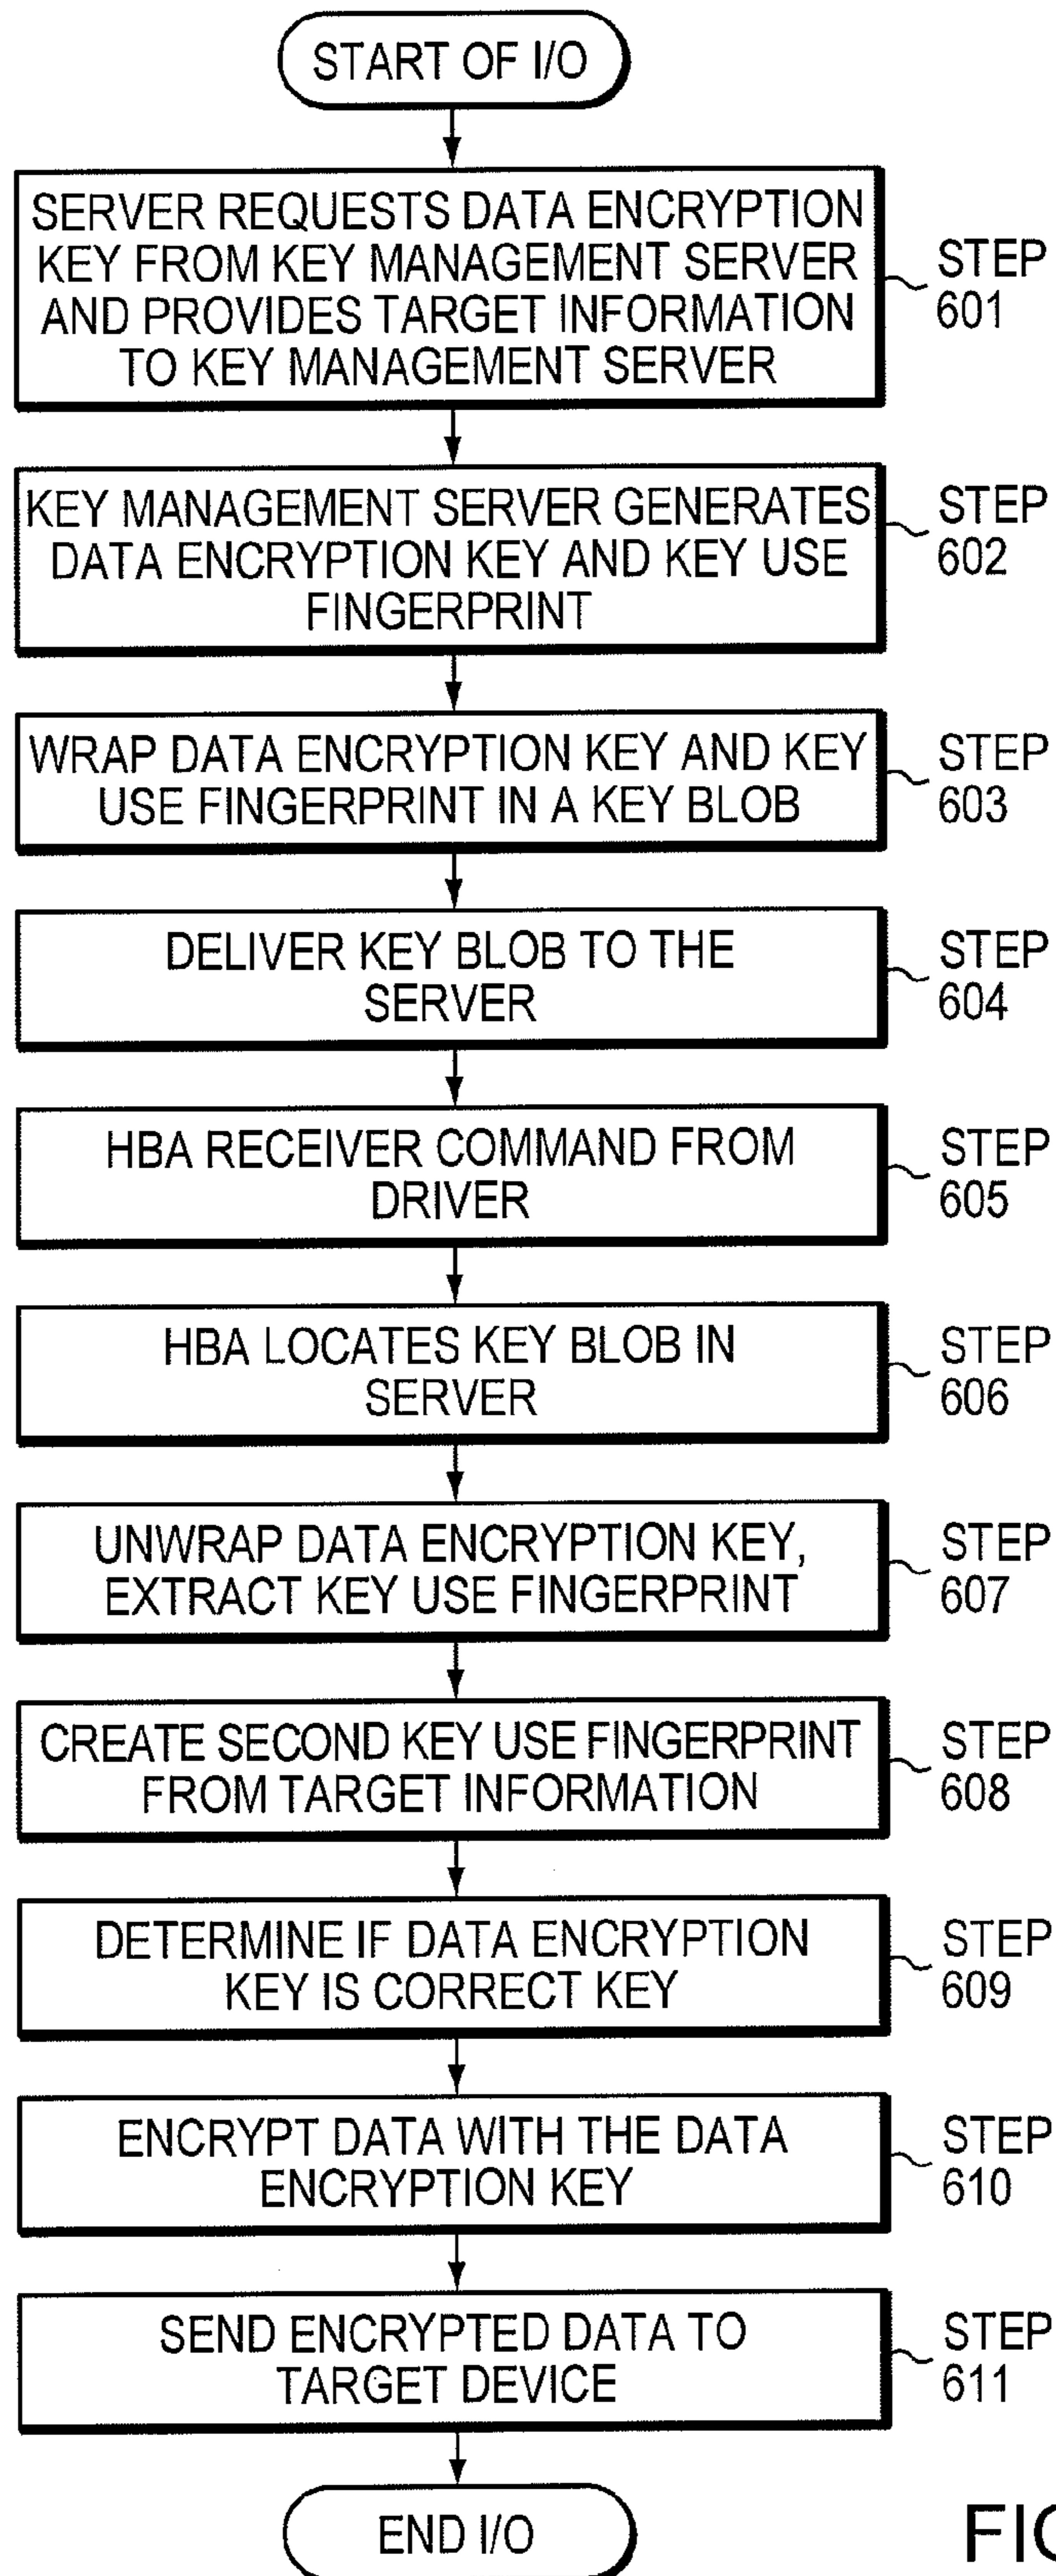 START OF I/O
SERVER REQUESTS DATA ENCRYPTION
KEY FROM KEY MANAGEMENT SERVER
AND PROVIDES TARGET INFORMATION
TO KEY MANAGEMENT SERVER
STEP
601
KEY MANAGEMENT SERVER GENERATES
DATA ENCRYPTION KEY AND KEY USE
FINGERPRINT
STEP
602
WRAP DATA ENCRYPTION KEY AND KEY
USE FINGERPRINT IN A KEY BLOB
STEP
603
DELIVER KEY BLOB TO THE
SERVER
STEP
604
HBA RECEIVER COMMAND FROM
DRIVER
STEP
605
HBA LOCATES KEY BLOB IN
SERVER
STEP
606
UNWRAP DATA ENCRYPTION KEY,
EXTRACT KEY USE FINGERPRINT
STEP
607
CREATE SECOND KEY USE FINGERPRINT
FROM TARGET INFORMATION
STEP
608
DETERMINE IF DATA ENCRYPTION
KEY IS CORRECT KEY
STEP
609
ENCRYPT DATA WITH THE DATA
ENCRYPTION KEY
STEP
610
SEND ENCRYPTED DATA TO
TARGET DEVICE
STEP
611
END I/O